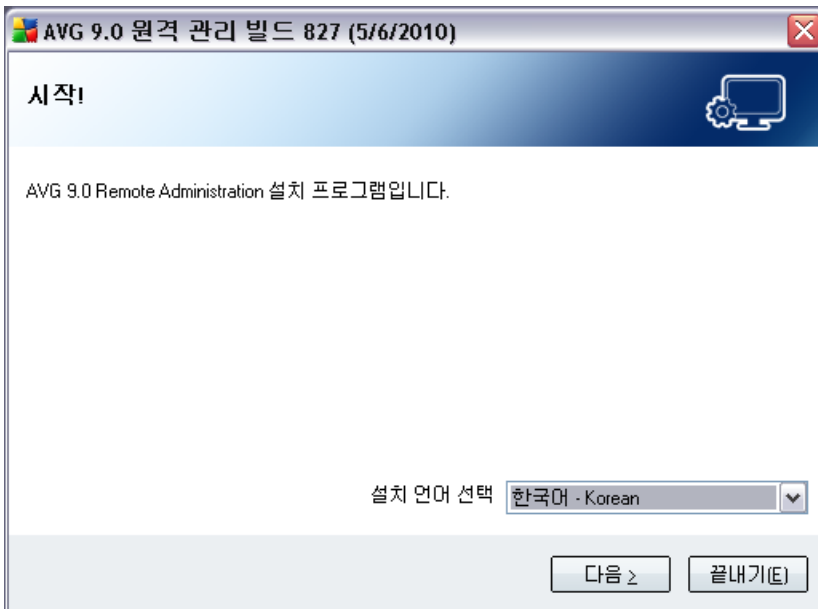 AVG 9.0 원격 관리 빌드 827 (5/6/2010)
시작!
AVG 9.0 Remote Administration 설치 프로그램입니다.
설치 언어 선택 한국어 - Korean
다음 > 끝내기(E)